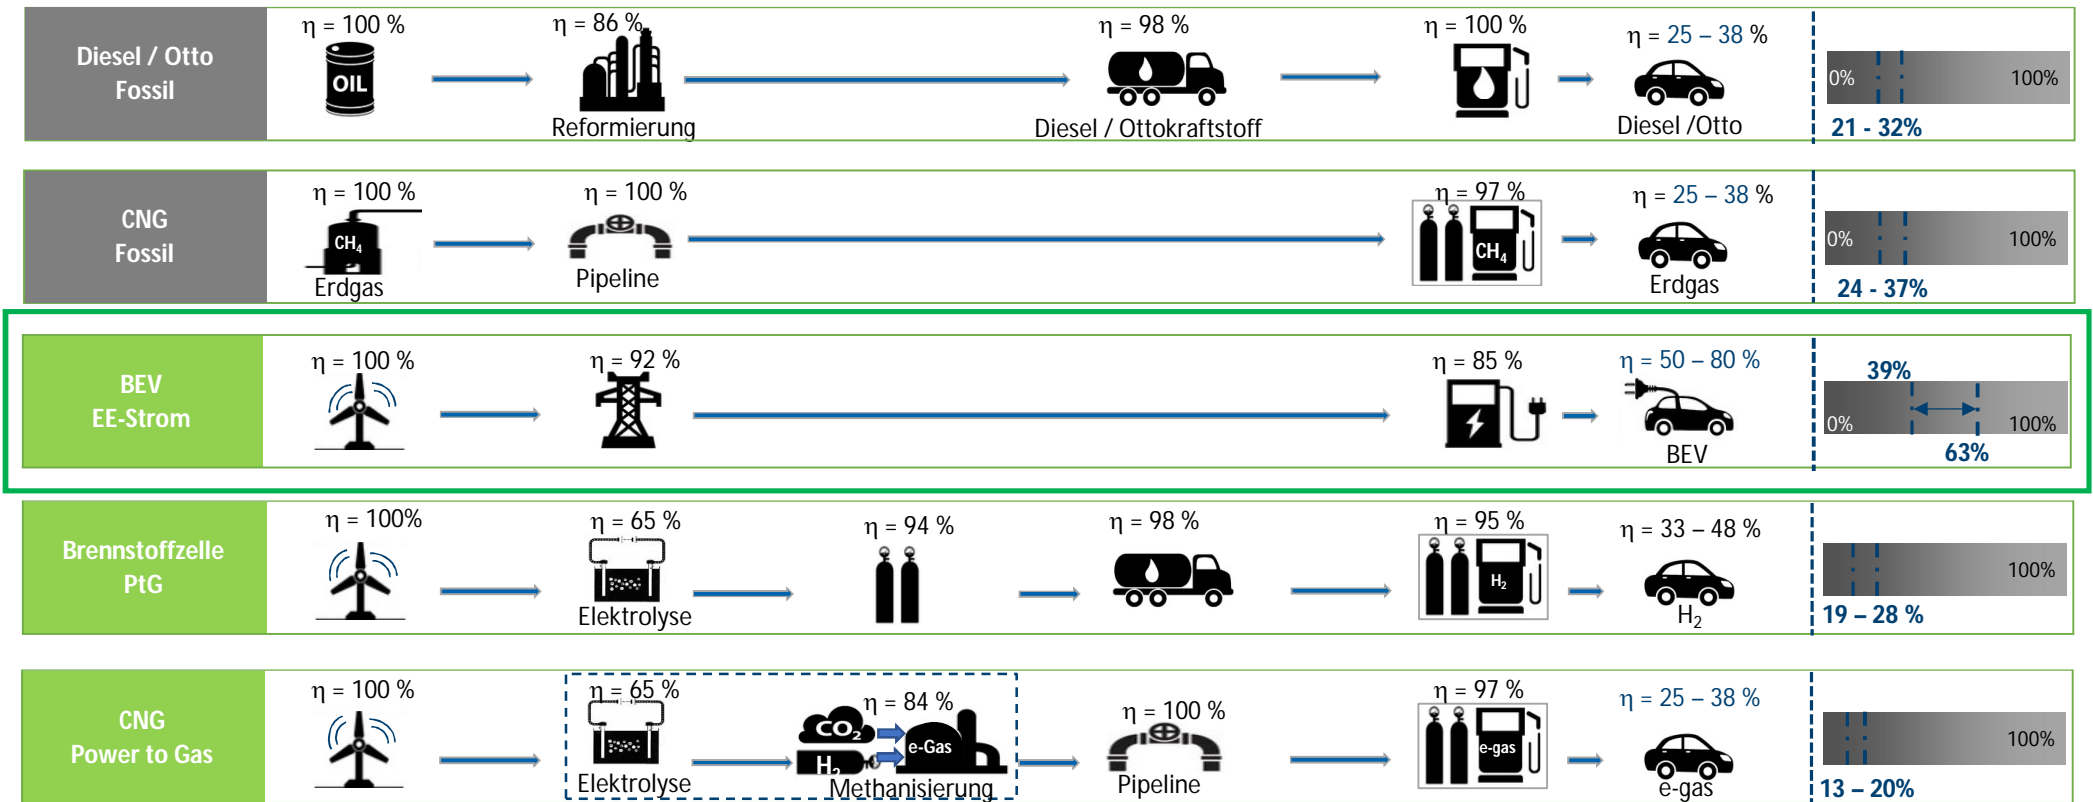 Diesel / Otto
Fossil
η = 100 %
OIL
η = 86 %
Reformierung
η = 98 %
Diesel / Ottokraftstoff
η = 100 %
η = 25 – 38 %
Diesel /Otto
0%
100%
21 - 32%
CNG
Fossil
η = 100 %
CH4
Erdgas
η = 100 %
Pipeline
η = 97 %
CH4
η = 25 – 38 %
Erdgas
0%
100%
24 - 37%
BEV
EE-Strom
η = 100 %
η = 92 %
η = 85 %
η = 50 – 80 %
BEV
39%
0%
100%
63%
Brennstoffzelle
PtG
η = 100%
η = 65 %
Elektrolyse
η = 94 %
η = 98 %
η = 95 %
H2
η = 33 – 48 %
H2
100%
19 – 28 %
CNG
Power to Gas
η = 100 %
η = 65 %
Elektrolyse
η = 84 %
CO2
H2
e-Gas
Methanisierung
η = 100 %
Pipeline
η = 97 %
e-gas
η = 25 – 38 %
e-gas
100%
13 – 20%